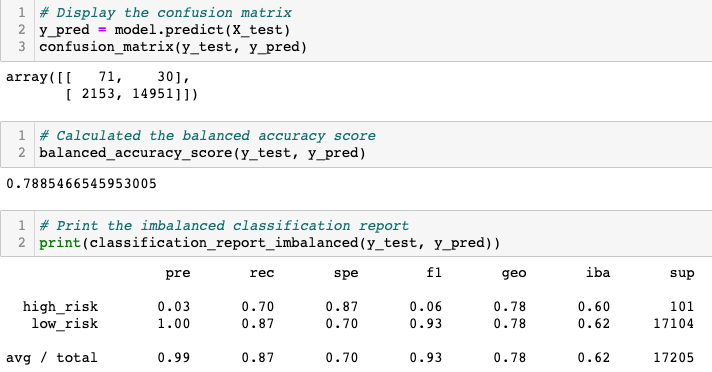 1 # Display the confusion matrix
2 y_pred = model.predict(X_test)
3 confusion_matrix(y_test, y_pred)
array([[   71,    30],
       [ 2153, 14951]])
1 # Calculated the balanced accuracy score
2 balanced_accuracy_score(y_test, y_pred)
0.7885466545953005
1 # Print the imbalanced classification report
2 print(classification_report_imbalanced(y_test, y_pred))
pre rec spe f1 geo iba sup
high_risk 0.03 0.70 0.87 0.06 0.78 0.60 101
low_risk 1.00 0.87 0.70 0.93 0.78 0.62 17104
avg / total 0.99 0.87 0.70 0.93 0.78 0.62 17205